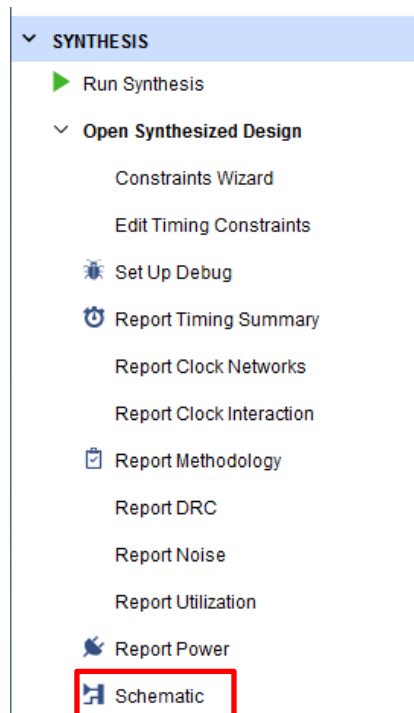 SYNTHESIS
Run Synthesis
Open Synthesized Design
Constraints Wizard
Edit Timing Constraints
Set Up Debug
Report Timing Summary
Report Clock Networks
Report Clock Interaction
Report Methodology
Report DRC
Report Noise
Report Utilization
Report Power
Schematic